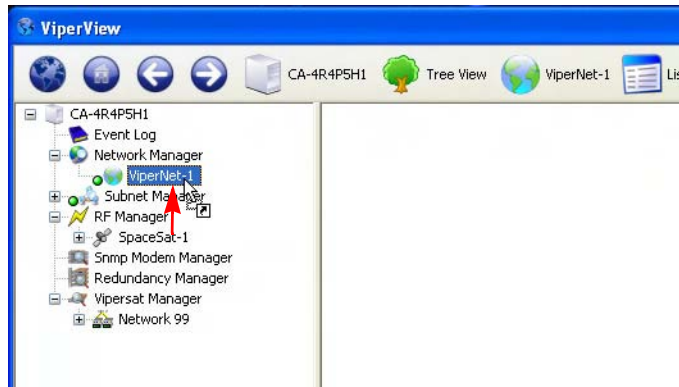 ViperView
CA-4R4P5H1 Tree View ViperNet-1 Lis
CA-4R4P5H1
Event Log
Network Manager
ViperNet-1
Subnet Manager
RF Manager
SpaceSat-1
Snmp Modem Manager
Redundancy Manager
Vipersat Manager
Network 99